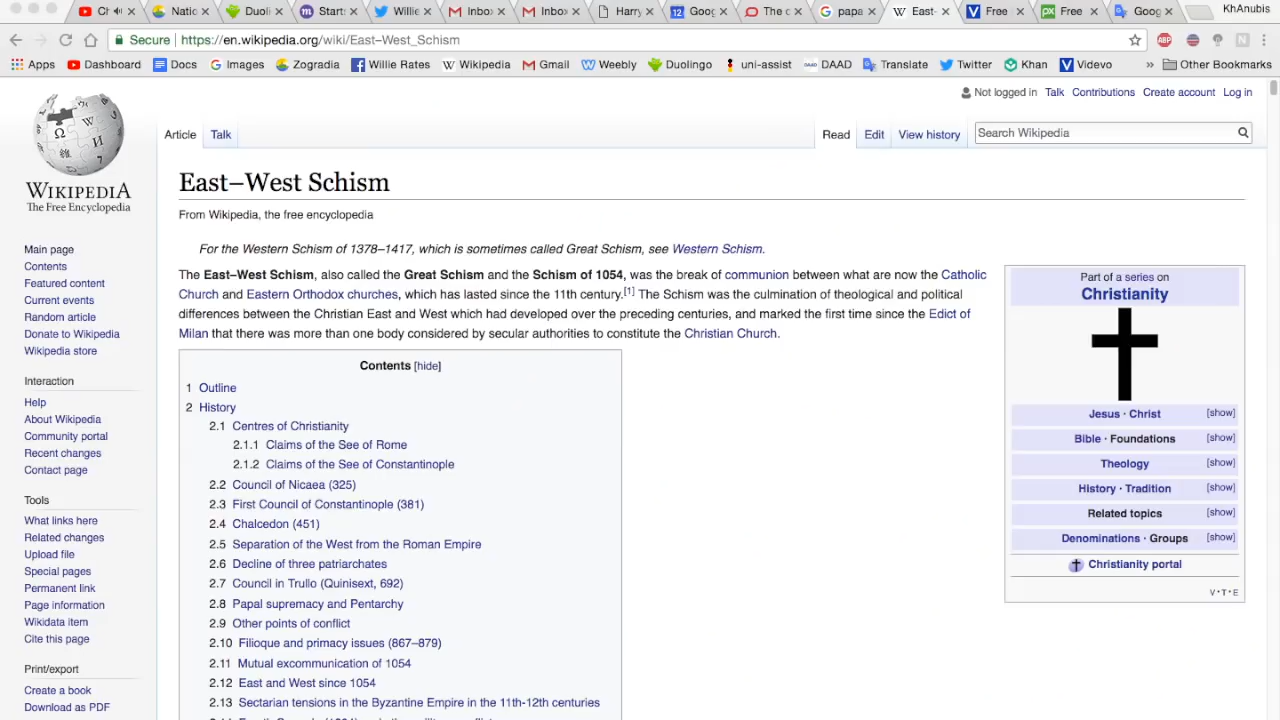 Ch
Natio
Duoli
Starts
Willie
Inbox
Inbox
Harry
Goog
The c
papa
East-
Free
Free
Goog
KhAnubis
Secure
https://en.wikipedia.org/wiki/East–West_Schism
Apps Dashboard Docs Images Zogradia Willie Rates Wikipedia Gmail Weebly Duolingo uni-assist DAAD Translate Twitter Khan Videvo » Other Bookmarks
Not logged in Talk Contributions Create account Log in
Article Talk Read Edit View history Search Wikipedia
WIKIPEDIA
The Free Encyclopedia
Main page
Contents
Featured content
Current events
Random article
Donate to Wikipedia
Wikipedia store
Interaction
Help
About Wikipedia
Community portal
Recent changes
Contact page
Tools
What links here
Related changes
Upload file
Special pages
Permanent link
Page information
Wikidata item
Cite this page
Print/export
Create a book
Download as PDF
East–West Schism
From Wikipedia, the free encyclopedia
For the Western Schism of 1378–1417, which is sometimes called Great Schism, see Western Schism.
The East–West Schism, also called the Great Schism and the Schism of 1054, was the break of communion between what are now the Catholic
Church and Eastern Orthodox churches, which has lasted since the 11th century.[1] The Schism was the culmination of theological and political
differences between the Christian East and West which had developed over the preceding centuries, and marked the first time since the Edict of
Milan that there was more than one body considered by secular authorities to constitute the Christian Church.
Contents [hide]
1 Outline
2 History
2.1 Centres of Christianity
2.1.1 Claims of the See of Rome
2.1.2 Claims of the See of Constantinople
2.2 Council of Nicaea (325)
2.3 First Council of Constantinople (381)
2.4 Chalcedon (451)
2.5 Separation of the West from the Roman Empire
2.6 Decline of three patriarchates
2.7 Council in Trullo (Quinisext, 692)
2.8 Papal supremacy and Pentarchy
2.9 Other points of conflict
2.10 Filioque and primacy issues (867–879)
2.11 Mutual excommunication of 1054
2.12 East and West since 1054
2.13 Sectarian tensions in the Byzantine Empire in the 11th-12th centuries
Part of a series on
Christianity
Jesus · Christ [show]
Bible · Foundations [show]
Theology [show]
History · Tradition [show]
Related topics [show]
Denominations · Groups [show]
Christianity portal
V·T·E